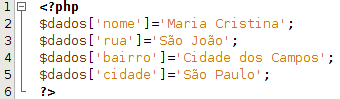 1 <?php
2 $dados['nome']='Maria Cristina';
3 $dados['rua']='São João';
4 $dados['bairro']='Cidade dos Campos';
5 $dados['cidade']='São Paulo';
6 ?>